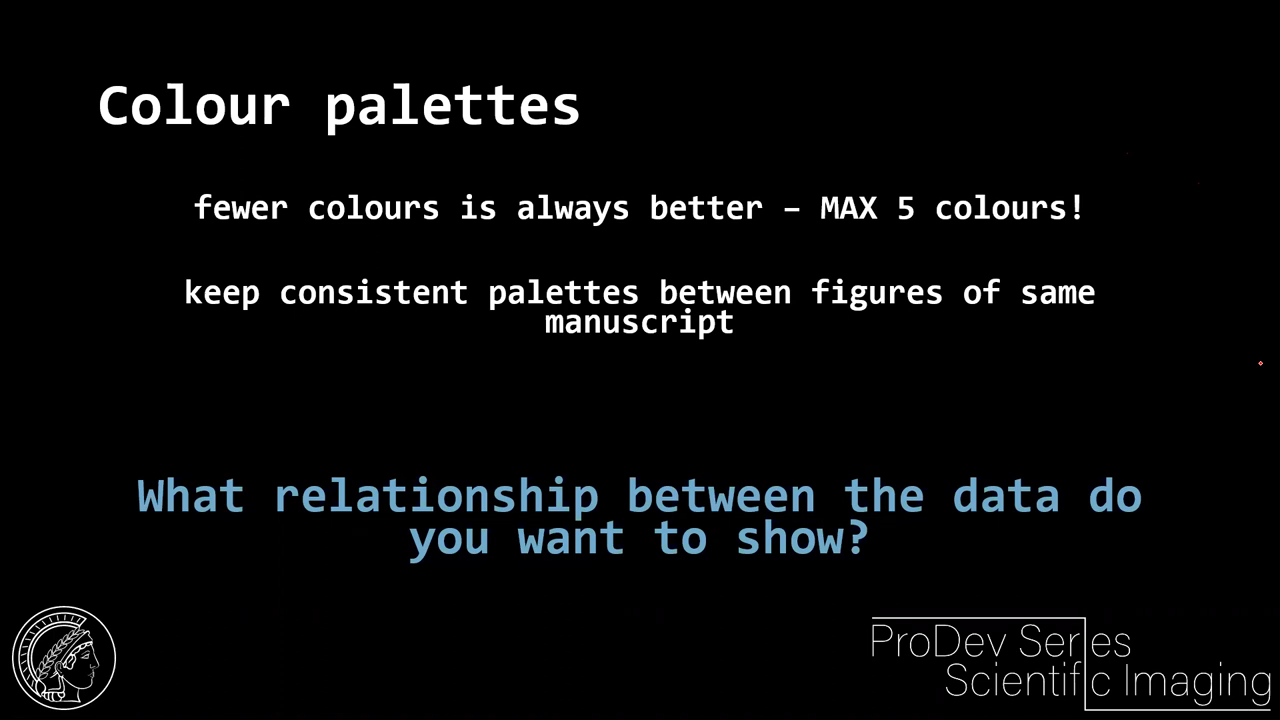 Colour palettes
fewer colours is always better – MAX 5 colours!
keep consistent palettes between figures of same
manuscript
What relationship between the data do
you want to show?
ProDev Series
Scientific Imaging